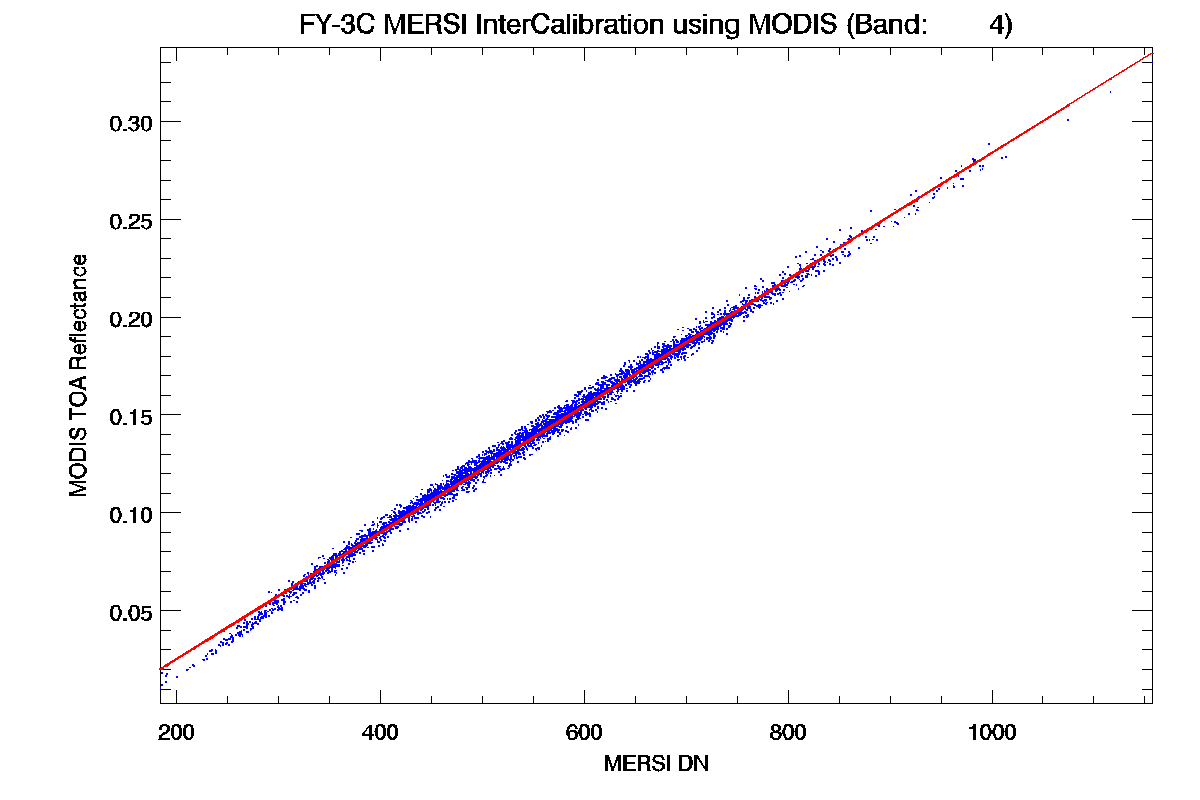 FY-3C MERSI InterCalibration using MODIS (Band: 4)
0.30
0.25
0.20
0.15
0.10
0.05
MODIS TOA Reflectance
200 400 600 800 1000
MERSI DN